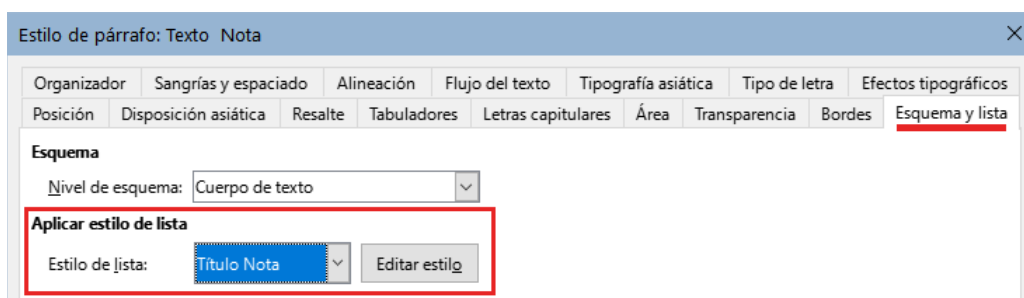 Estilo de párrafo: Texto Nota
Organizador Sangrías y espaciado Alineación Flujo del texto Tipografía asiática Tipo de letra Efectos tipográficos
Posición Disposición asiática Resalte Tabuladores Letras capitulares Área Transparencia Bordes Esquema y lista
Esquema
Nivel de esquema: Cuerpo de texto
Aplicar estilo de lista
Estilo de lista: Título Nota Editar estilo